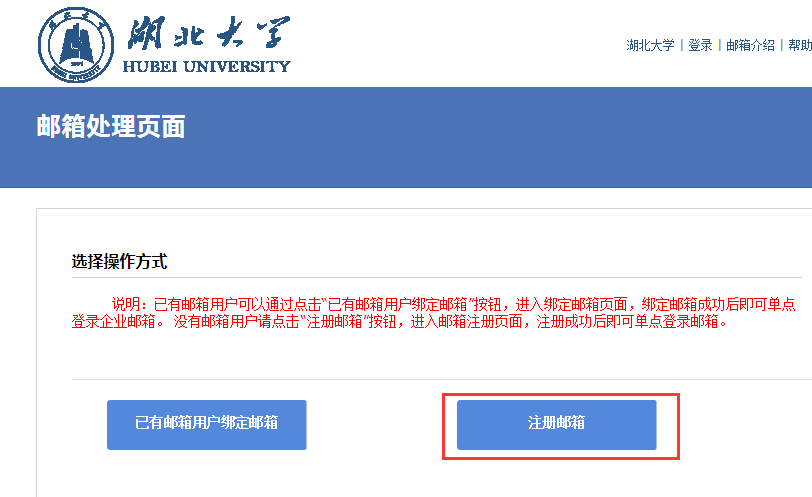 湖北大学
HUBEI UNIVERSITY
湖北大学 | 登录 | 邮箱介绍 | 帮助
邮箱处理页面
选择操作方式
说明：已有邮箱用户可以通过点击“已有邮箱用户绑定邮箱”按钮，进入绑定邮箱页面，绑定邮箱成功后即可单点
登录企业邮箱。 没有邮箱用户请点击“注册邮箱”按钮，进入邮箱注册页面，注册成功后即可单点登录邮箱。
已有邮箱用户绑定邮箱
注册邮箱